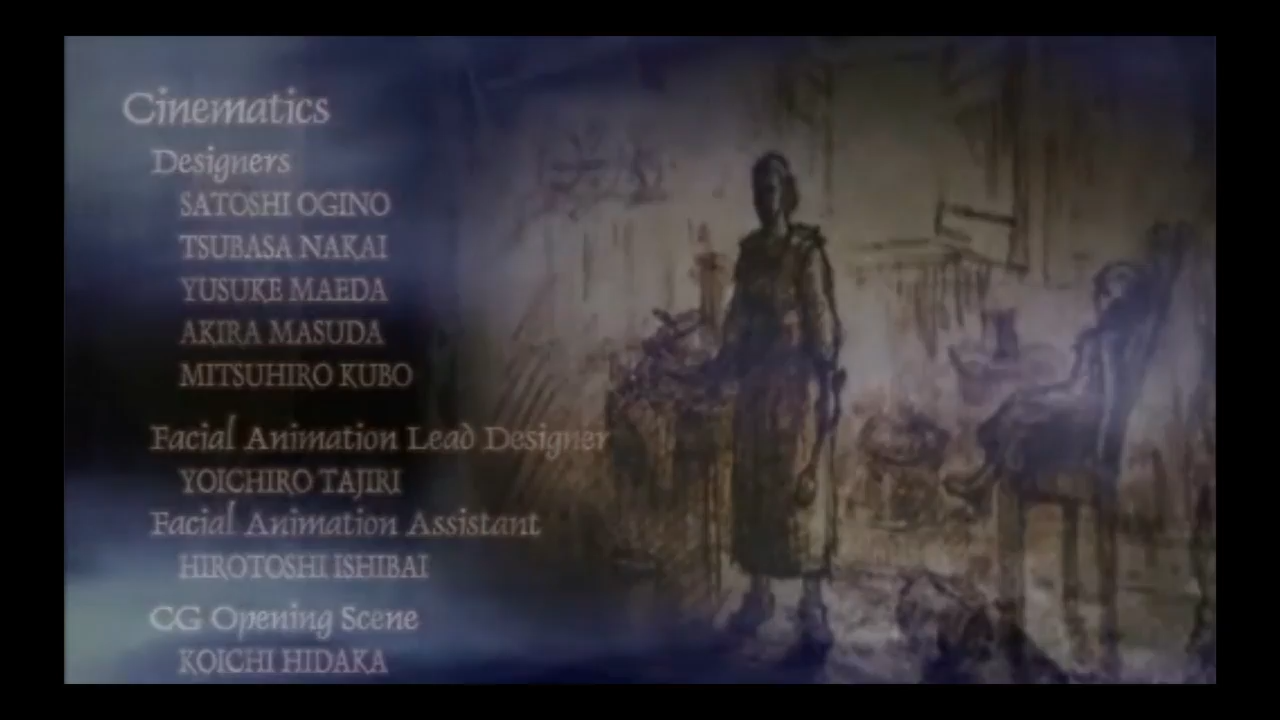 Cinematics
Designers
SATOSHI OGINO
TSUBASA NAKAI
YUSUKE MAEDA
AKIRA MASUDA
MITSUHIRO KUBO
Facial Animation Lead Designer
YOICHIRO TAJIRI
Facial Animation Assistant
HIROTOSHI ISHIBAI
CG Opening Scene
KOICHI HIDAKA